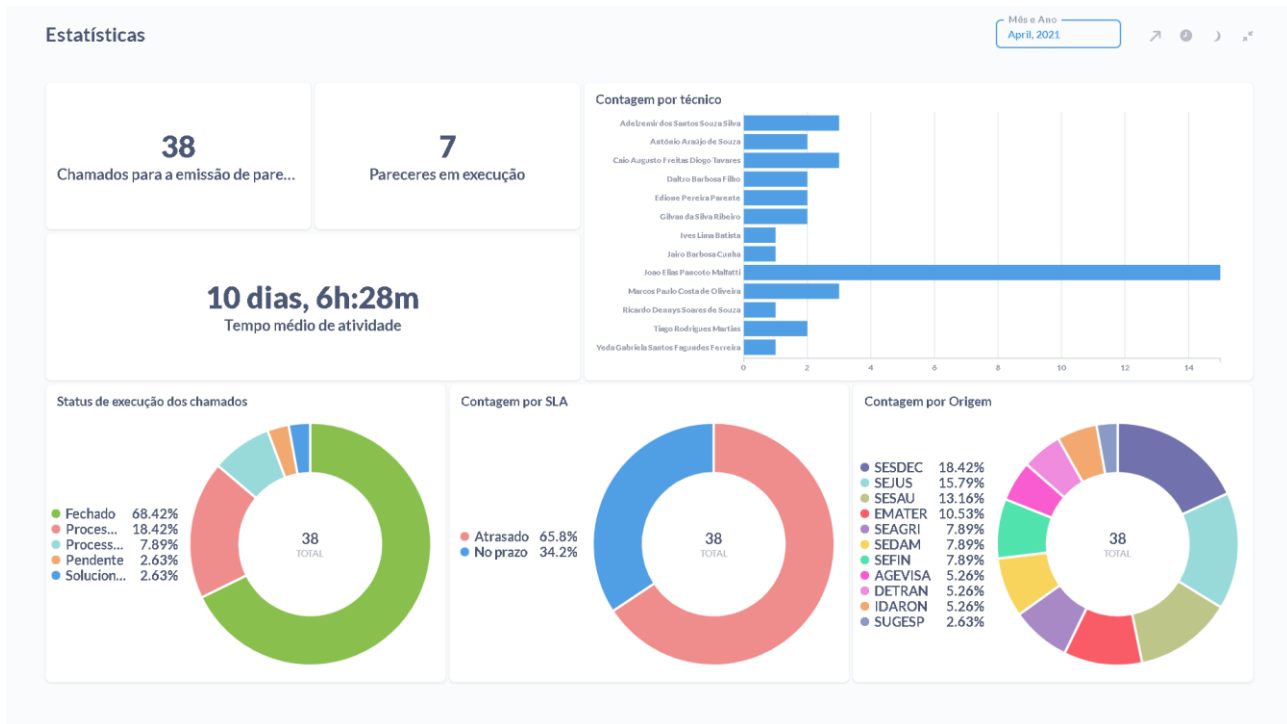 Estatísticas
Mês e Ano
April, 2021
38
Chamados para a emissão de pare...
7
Pareceres em execução
10 dias, 6h:28m
Tempo médio de atividade
Contagem por técnico
Adelzemir dos Santos Souza Silva
Antônio Araújo de Souza
Caio Augusto Freitas Diogo Tavares
Daltro Barbosa Filho
Edione Pereira Parente
Gilvan da Silva Ribeiro
Ives Lima Batista
Jairo Barbosa Cunha
Joao Elias Pascoto Malfatti
Marcos Paulo Costa de Oliveira
Ricardo Dennys Soares de Souza
Tiago Rodrigues Martins
Yeda Gabriela Santos Fagundes Ferreira
0 2 4 6 8 10 12 14
Status de execução dos chamados
Fechado 68.42%
Proces... 18.42%
Process... 7.89%
Pendente 2.63%
Solucion... 2.63%
38
TOTAL
Contagem por SLA
Atrasado 65.8%
No prazo 34.2%
38
TOTAL
Contagem por Origem
SESDEC 18.42%
SEJUS 15.79%
SESAU 13.16%
EMATER 10.53%
SEAGRI 7.89%
SEDAM 7.89%
SEFIN 7.89%
AGEVISA 5.26%
DETRAN 5.26%
IDARON 5.26%
SUGESP 2.63%
38
TOTAL